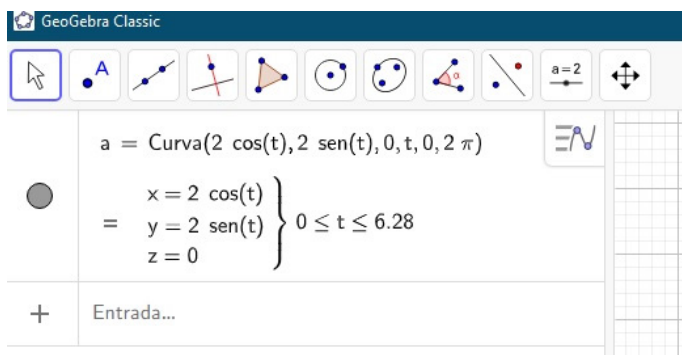 GeoGebra Classic
A
α
a=2
a = Curva(2 cos(t), 2 sen(t), 0, t, 0, 2 π)
x = 2 cos(t)
= y = 2 sen(t) } 0 ≤ t ≤ 6.28
z = 0
+ Entrada...